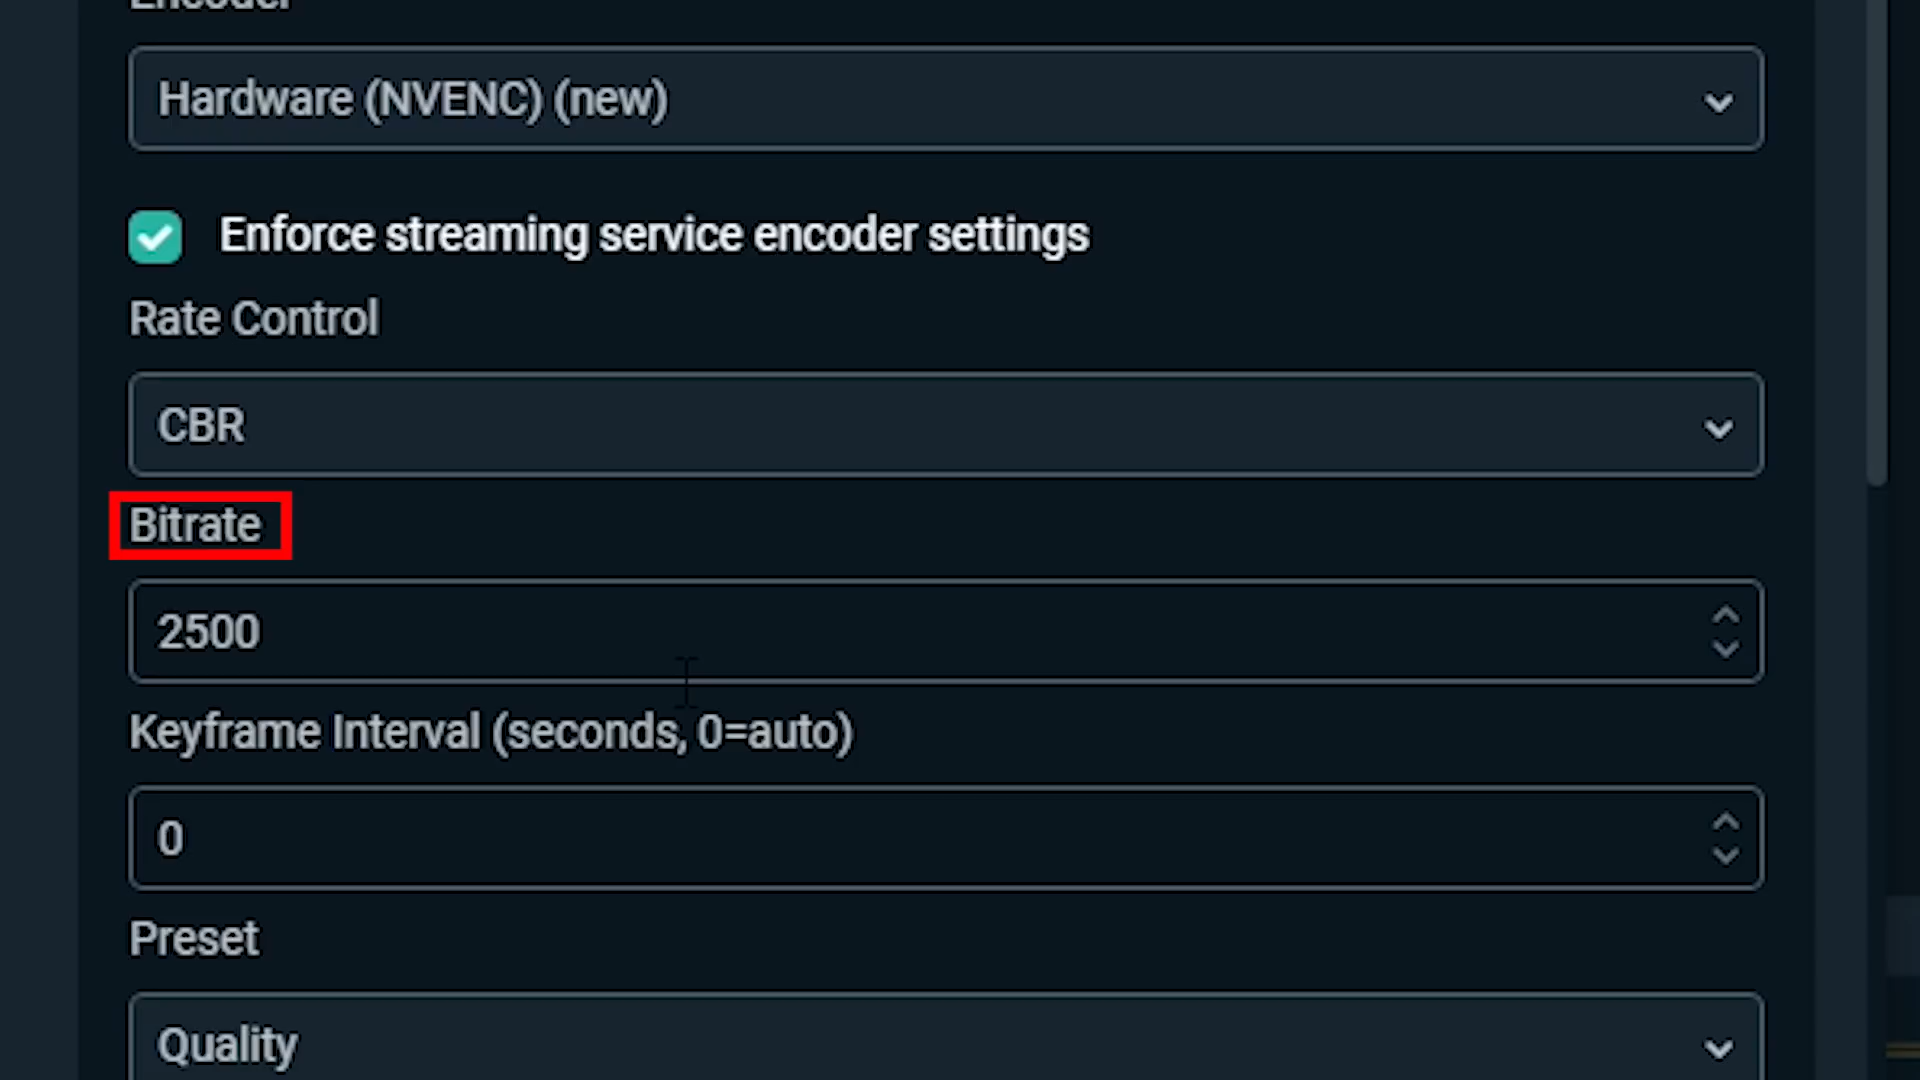 Encoder
Hardware (NVENC) (new)
Enforce streaming service encoder settings
Rate Control
CBR
Bitrate
2500
Keyframe Interval (seconds, 0=auto)
0
Preset
Quality